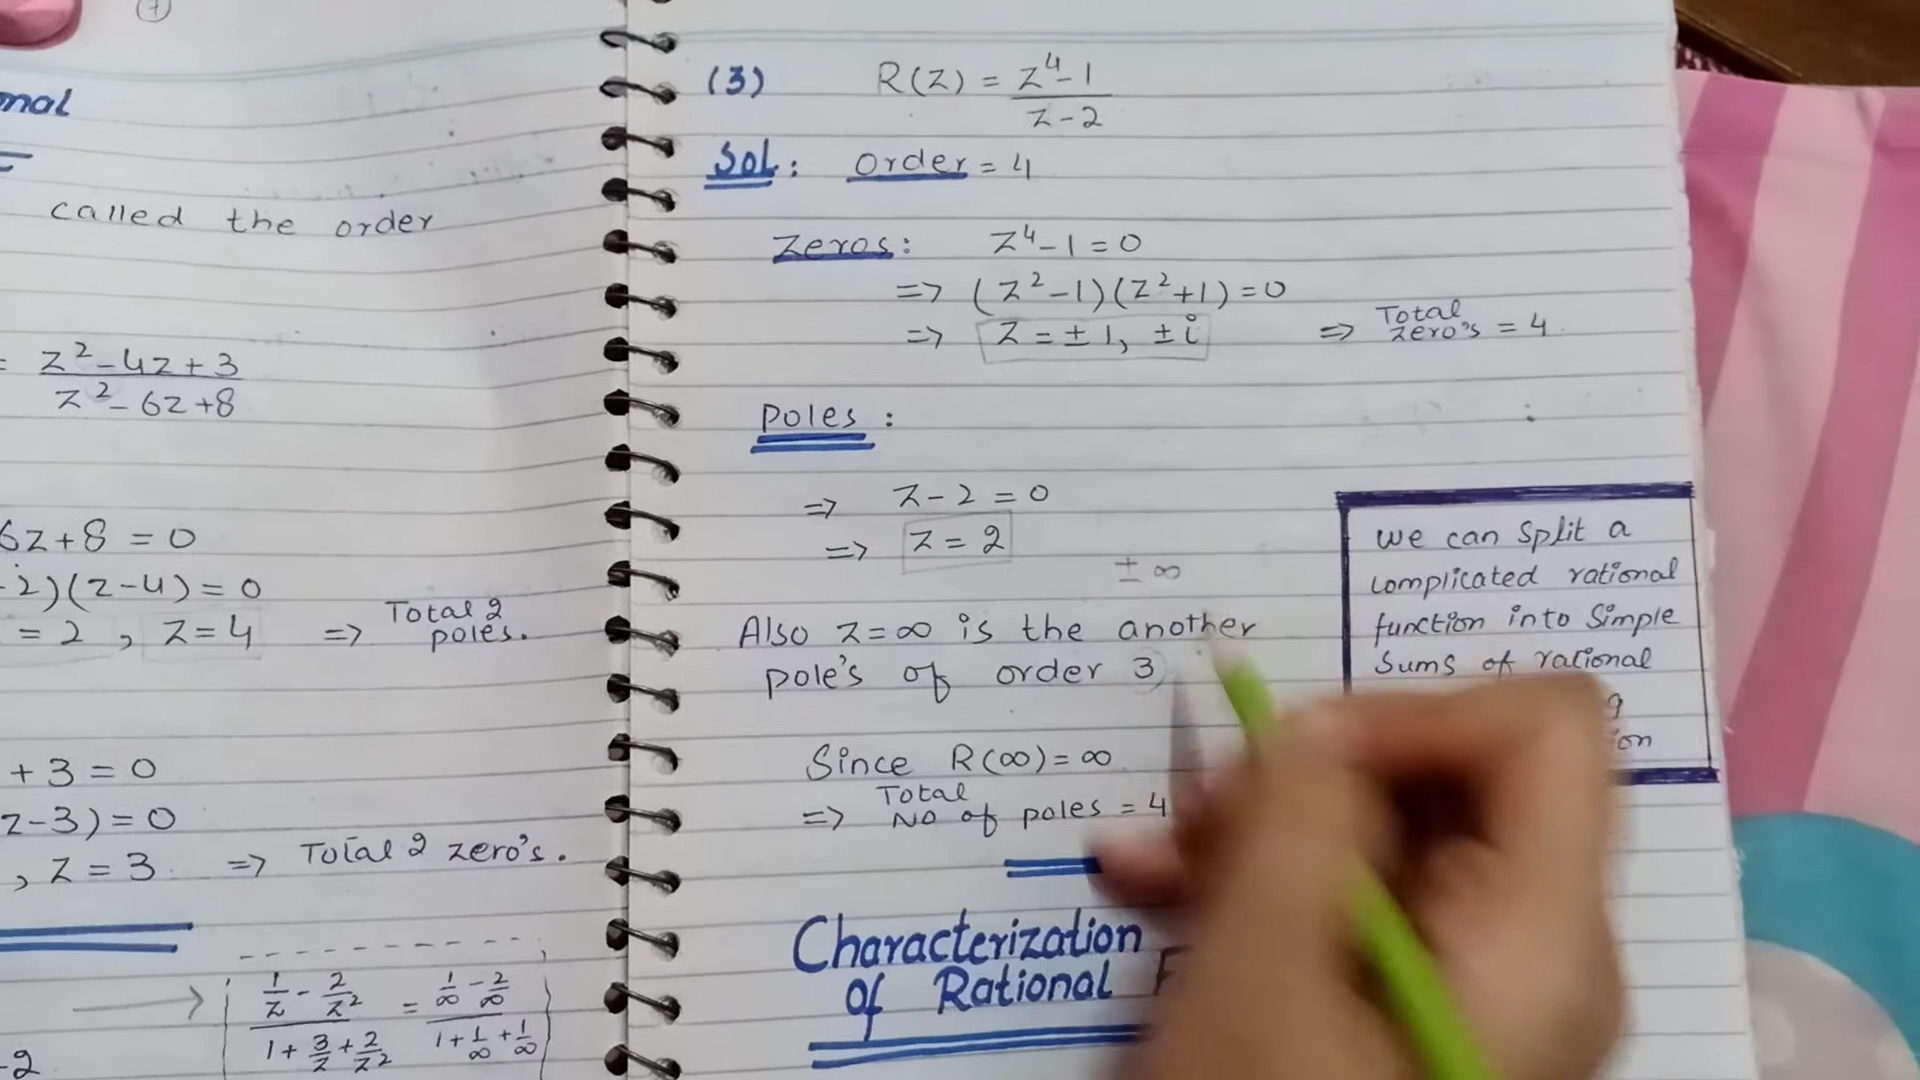 7
onal
called the order
= z² - 4z + 3
z² - 6z + 8
6z + 8 = 0
2)(z - 4) = 0
= 2 , z = 4 => Total 2
poles.
+ 3 = 0
z - 3) = 0
, z = 3 => Total 2 zero's.
1/z - 2/z² = 1/∞ - 2/∞
1 + 3/z + 2/z² 1 + 1/∞ + 1/∞
-2
(3) R(z) = z⁴ - 1
z - 2
Sol: order = 4
Zeros: z⁴ - 1 = 0
=> (z² - 1)(z² + 1) = 0
=> z = ± 1, ± i => Total
zero's = 4
Poles :
=> z - 2 = 0
=> z = 2
± ∞
Also z = ∞ is the another
pole's of order 3
Since R(∞) = ∞
=> Total
No of poles = 4
We can split a
complicated rational
function into simple
sums of rational
Characterization
of Rational F